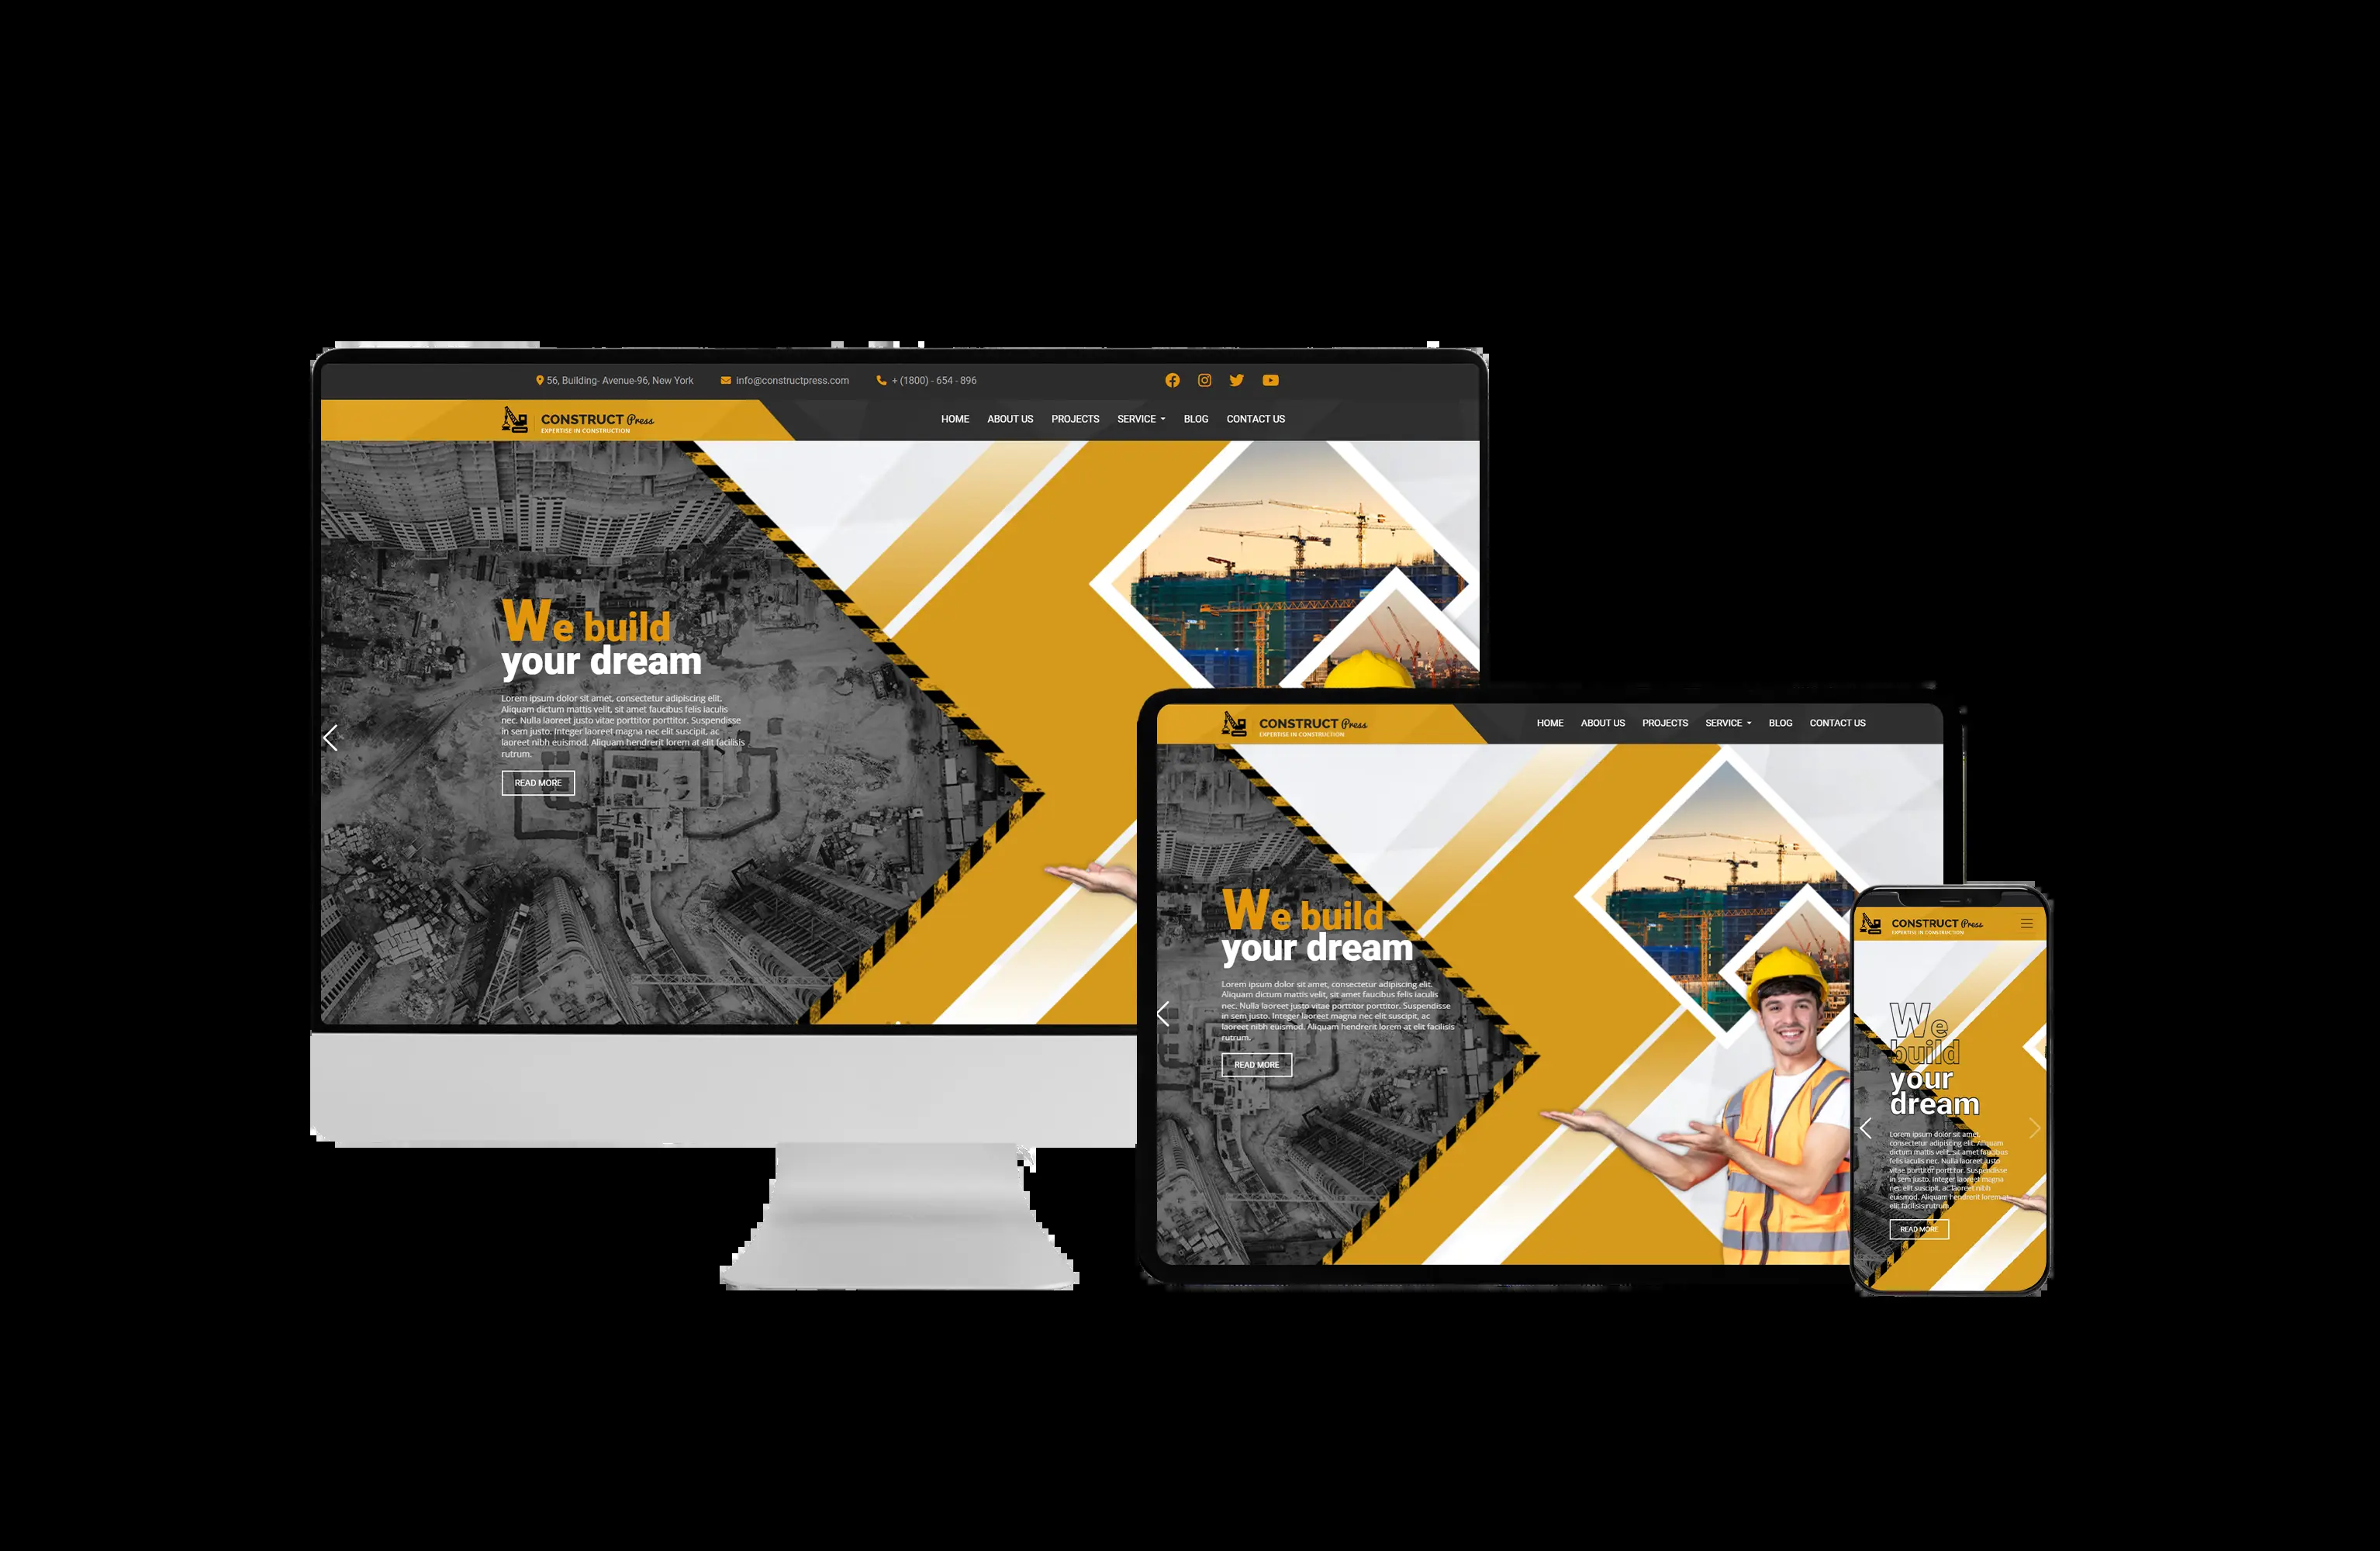 56, Building- Avenue-96, New York info@constructpress.com + (1800) - 654 - 896
CONSTRUCT Press
EXPERTISE IN CONSTRUCTION
HOME ABOUT US PROJECTS SERVICE BLOG CONTACT US
We build
your dream
Lorem ipsum dolor sit amet, consectetur adipiscing elit.
Aliquam dictum mattis velit, sit amet faucibus felis iaculis
nec. Nulla laoreet justo vitae porttitor porttitor. Suspendisse
in sem justo. Integer laoreet magna nec elit suscipit, ac
laoreet nibh euismod. Aliquam hendrerit lorem at elit facilisis
rutrum.
READ MORE
CONSTRUCT Press
EXPERTISE IN CONSTRUCTION
HOME ABOUT US PROJECTS SERVICE BLOG CONTACT US
We build
your dream
Lorem ipsum dolor sit amet, consectetur adipiscing elit.
Aliquam dictum mattis velit, sit amet faucibus felis iaculis
nec. Nulla laoreet justo vitae porttitor porttitor. Suspendisse
in sem justo. Integer laoreet magna nec elit suscipit, ac
laoreet nibh euismod. Aliquam hendrerit lorem at elit facilisis
rutrum.
READ MORE
CONSTRUCT Press
EXPERTISE IN CONSTRUCTION
We
build
your
dream
Lorem ipsum dolor sit amet,
consectetur adipiscing elit. Aliquam
dictum mattis velit, sit amet faucibus
felis iaculis nec. Nulla laoreet justo
vitae porttitor porttitor. Suspendisse
in sem justo. Integer laoreet magna
nec elit suscipit, ac laoreet nibh
euismod. Aliquam hendrerit lorem at
elit facilisis rutrum.
READ MORE